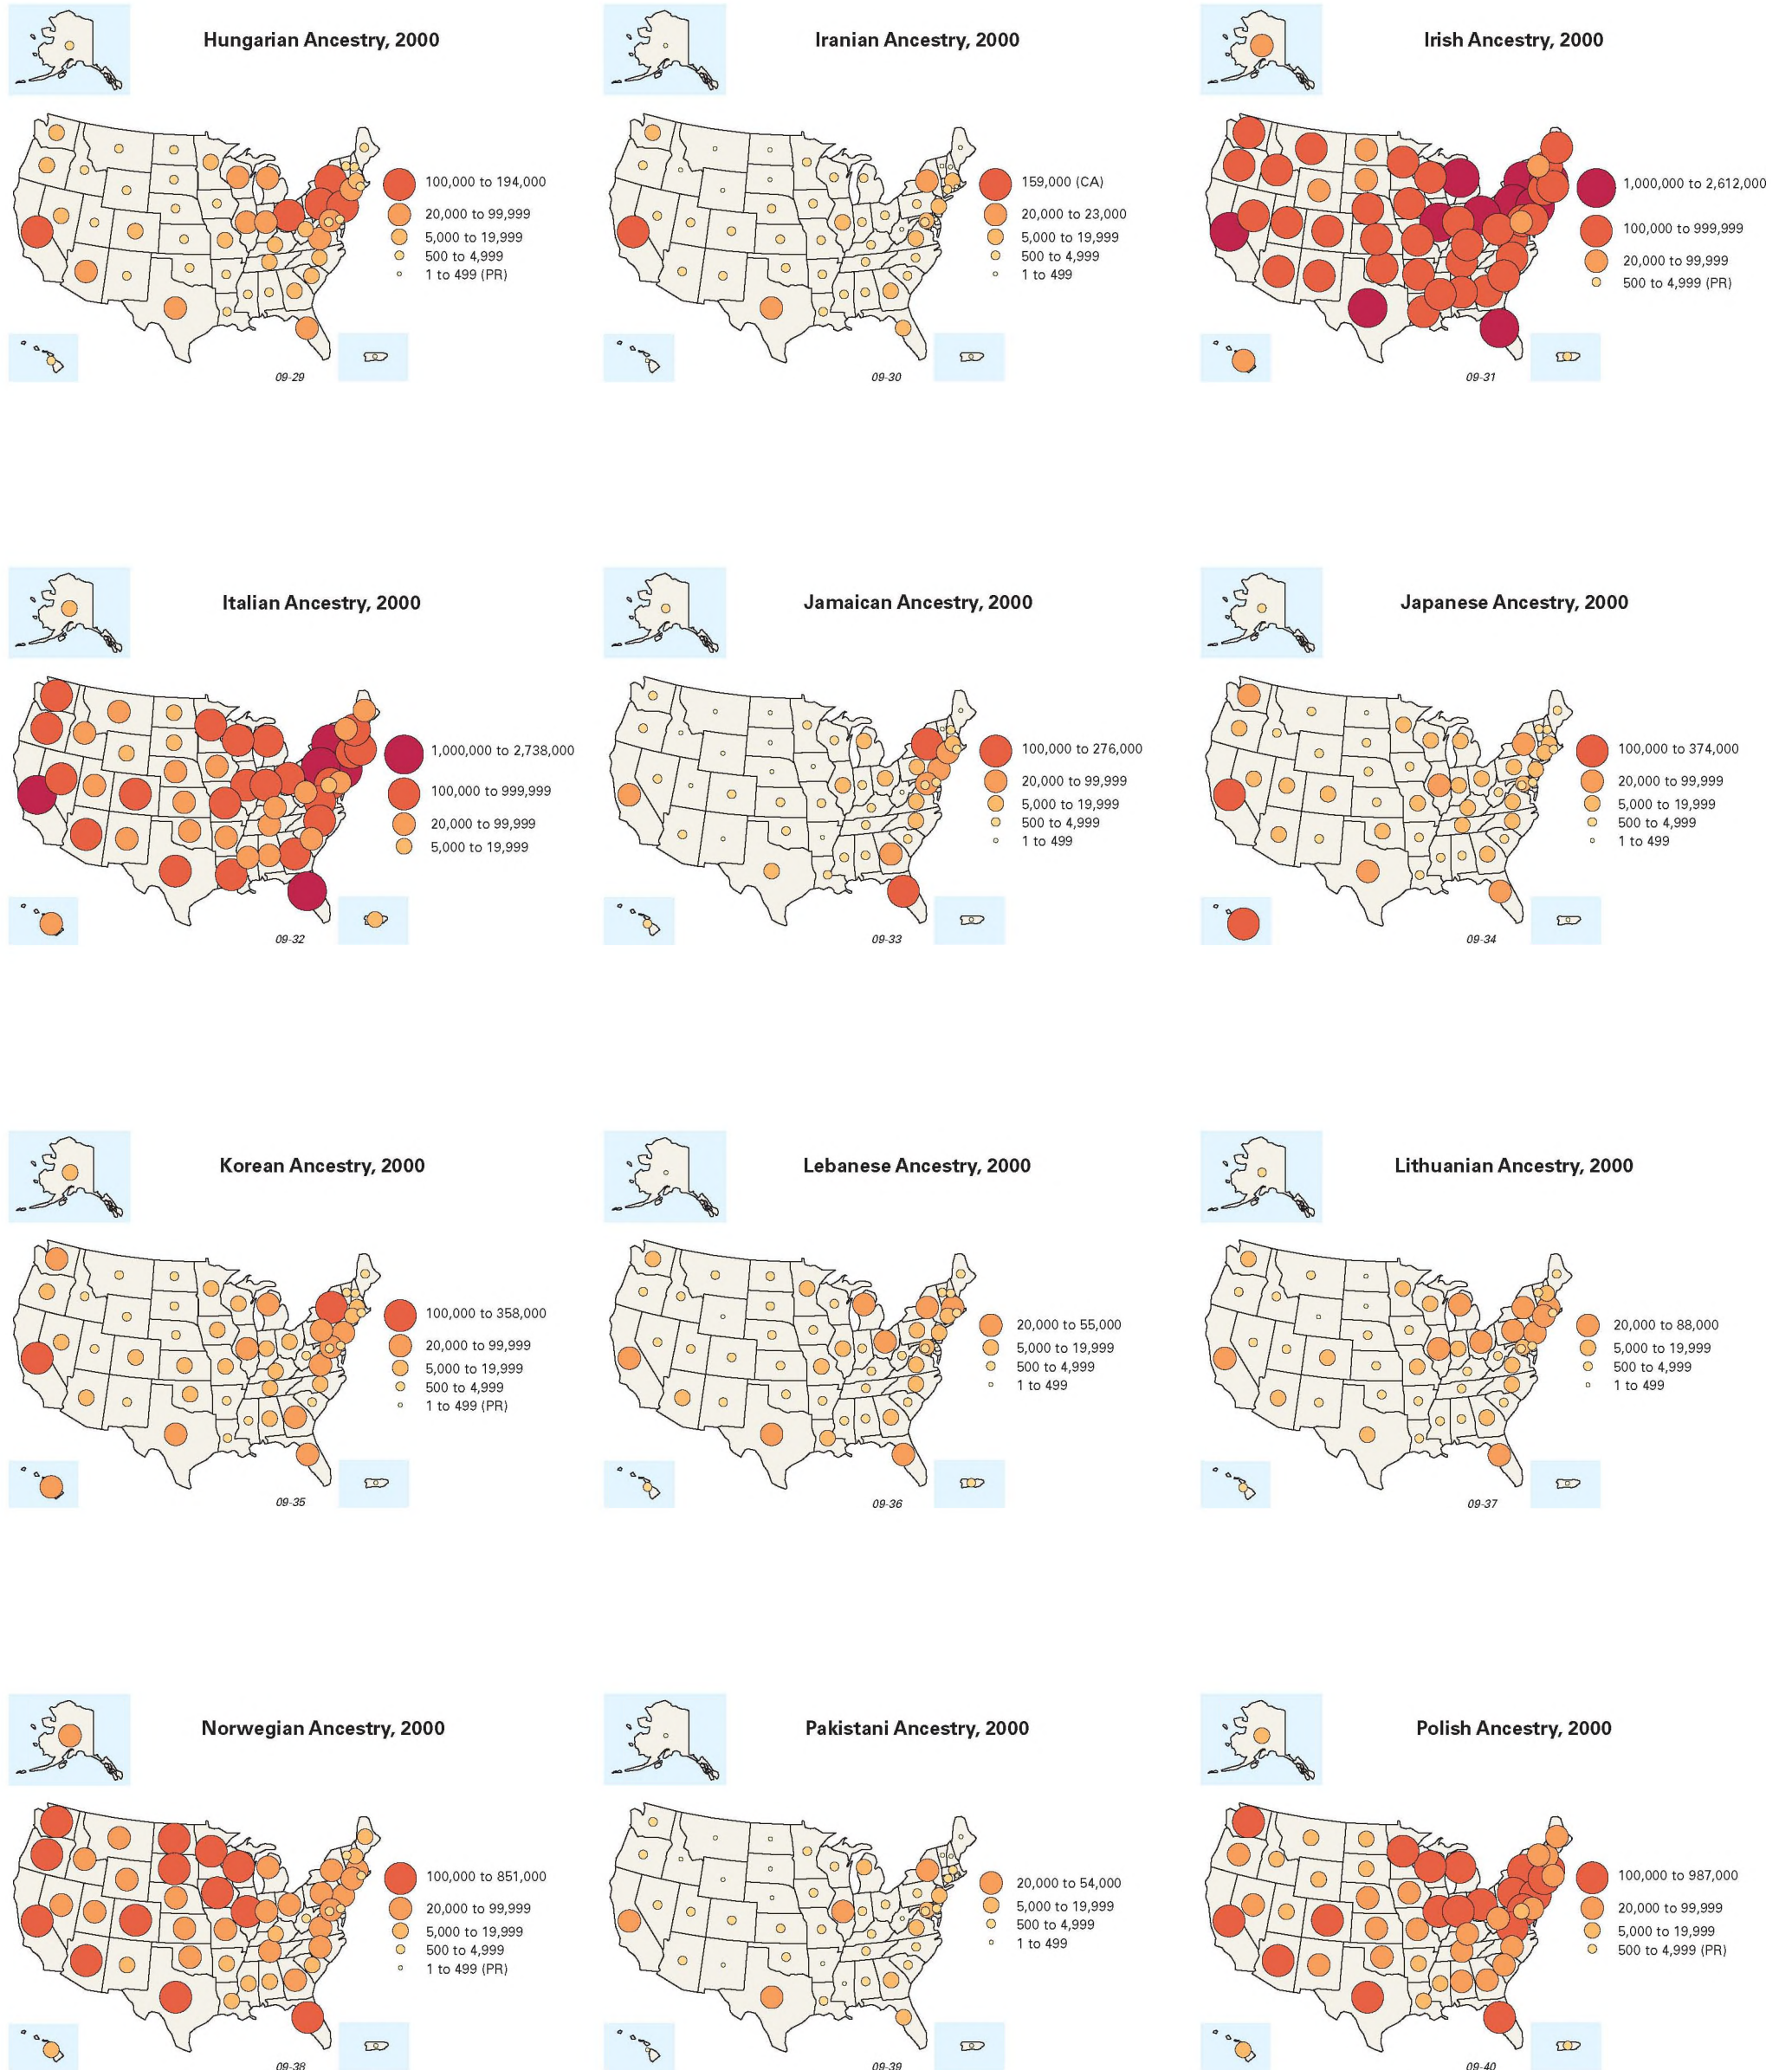 Hungarian Ancestry, 2000
100,000 to 194,000
20,000 to 99,999
5,000 to 19,999
500 to 4,999
1 to 499 (PR)
09-29
Iranian Ancestry, 2000
159,000 (CA)
20,000 to 23,000
5,000 to 19,999
500 to 4,999
1 to 499
09-30
Irish Ancestry, 2000
1,000,000 to 2,612,000
100,000 to 999,999
20,000 to 99,999
500 to 4,999 (PR)
09-31
Italian Ancestry, 2000
1,000,000 to 2,738,000
100,000 to 999,999
20,000 to 99,999
5,000 to 19,999
09-32
Jamaican Ancestry, 2000
100,000 to 276,000
20,000 to 99,999
5,000 to 19,999
500 to 4,999
1 to 499
09-33
Japanese Ancestry, 2000
100,000 to 374,000
20,000 to 99,999
5,000 to 19,999
500 to 4,999
1 to 499
09-34
Korean Ancestry, 2000
100,000 to 358,000
20,000 to 99,999
5,000 to 19,999
500 to 4,999
1 to 499 (PR)
09-35
Lebanese Ancestry, 2000
20,000 to 55,000
5,000 to 19,999
500 to 4,999
1 to 499
09-36
Lithuanian Ancestry, 2000
20,000 to 88,000
5,000 to 19,999
500 to 4,999
1 to 499
09-37
Norwegian Ancestry, 2000
100,000 to 851,000
20,000 to 99,999
5,000 to 19,999
500 to 4,999
1 to 499 (PR)
09-38
Pakistani Ancestry, 2000
20,000 to 54,000
5,000 to 19,999
500 to 4,999
1 to 499
09-39
Polish Ancestry, 2000
100,000 to 987,000
20,000 to 99,999
5,000 to 19,999
500 to 4,999 (PR)
09-40